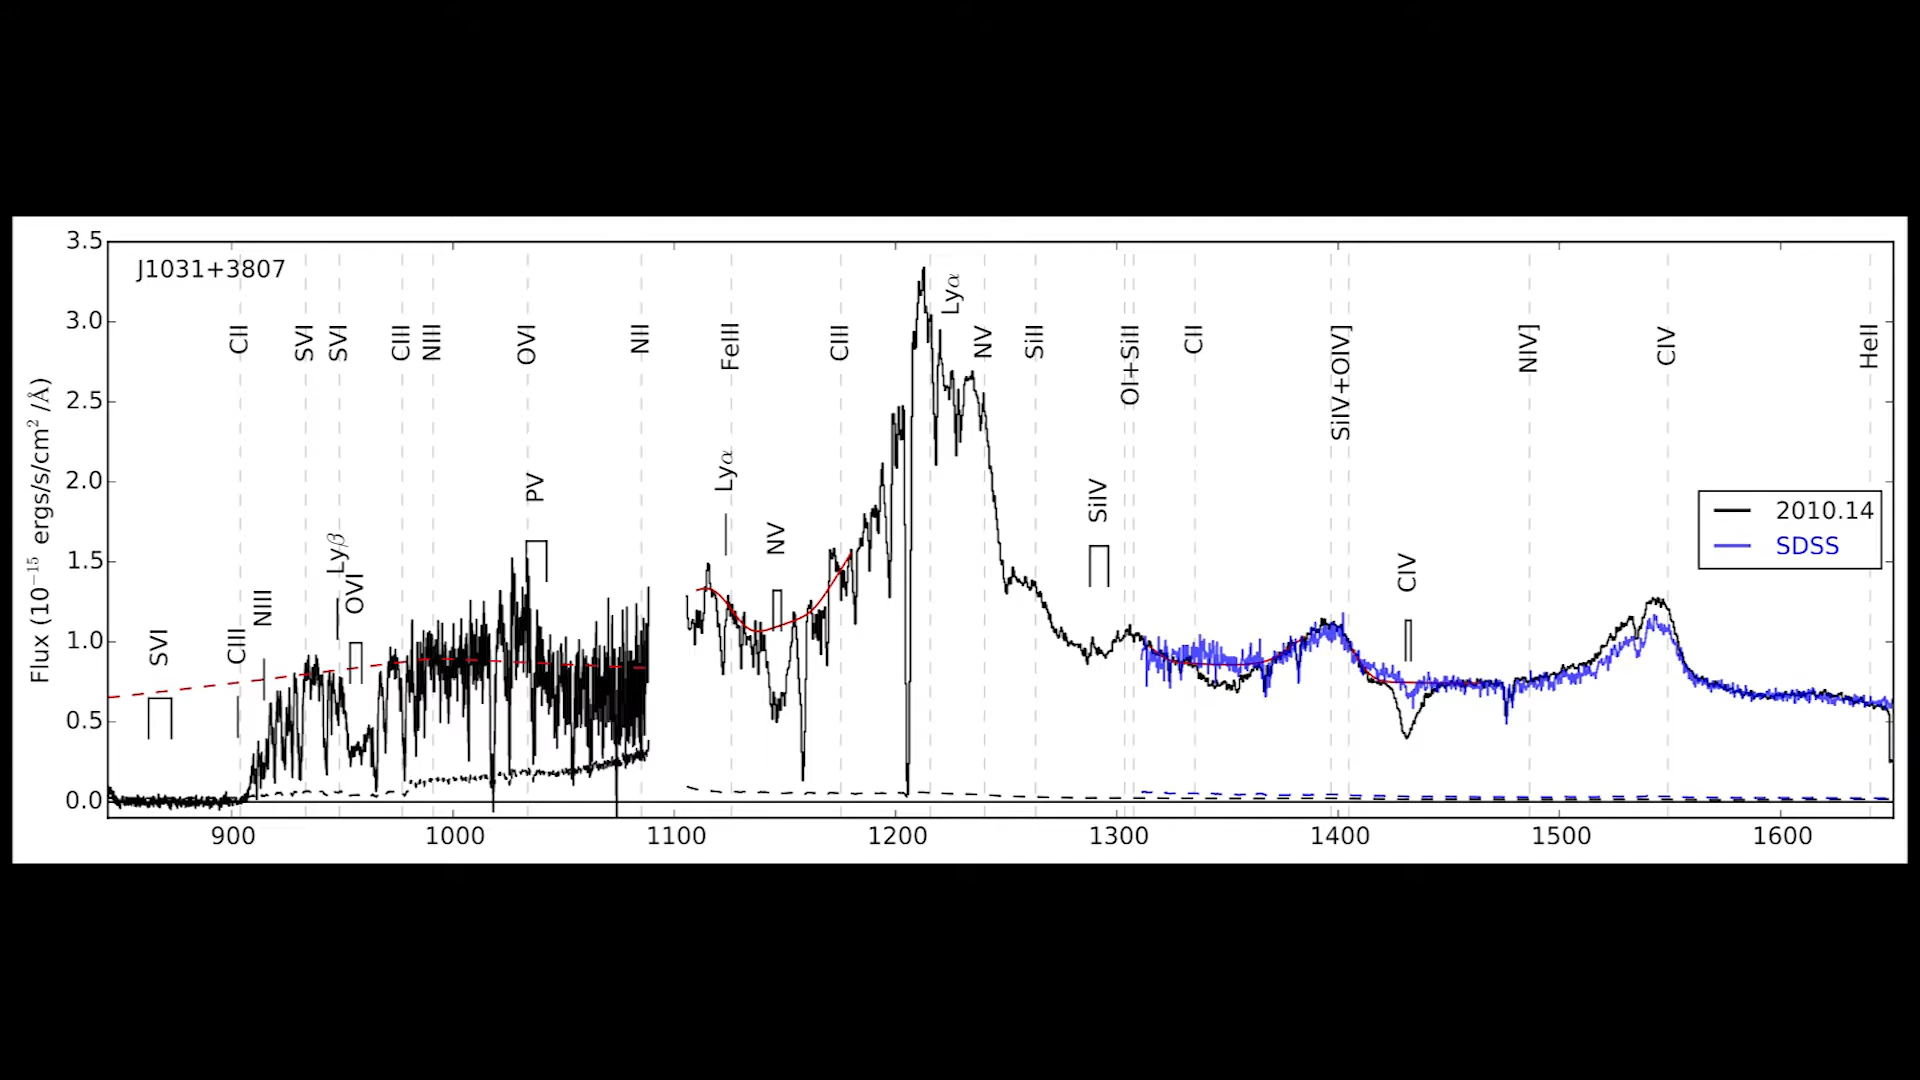 J1031+3807
3.5
3.0
2.5
2.0
1.5
1.0
0.5
0.0
Flux (10⁻¹⁵ ergs/s/cm² /Å)
CII
SVI
SVI
CIII
NIII
OVI
NII
FeIII
CIII
Lyα
NV
SiII
OI+SiII
CII
SiIV+OIV]
NIV]
CIV
HeII
SVI
CIII
NIII
Lyβ
OVI
PV
Lyα
NV
SiIV
CIV
2010.14
SDSS
900 1000 1100 1200 1300 1400 1500 1600